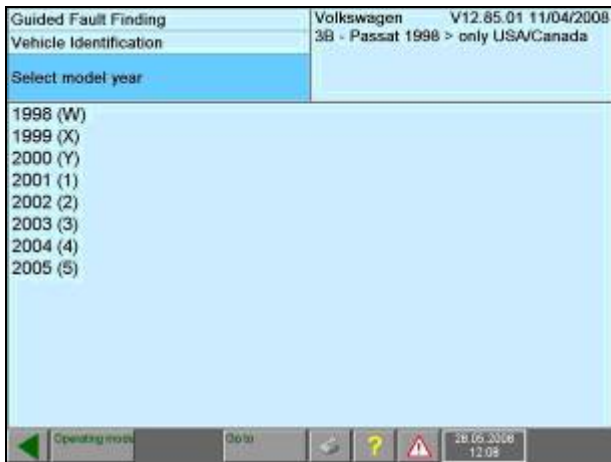 Guided Fault Finding
Vehicle Identification
Select model year
Volkswagen V12.85.01 11/04/2008
3B - Passat 1998 > only USA/Canada
1998 (W)
1999 (X)
2000 (Y)
2001 (1)
2002 (2)
2003 (3)
2004 (4)
2005 (5)
Operating mode Go to ? 28.05.2008
12:08